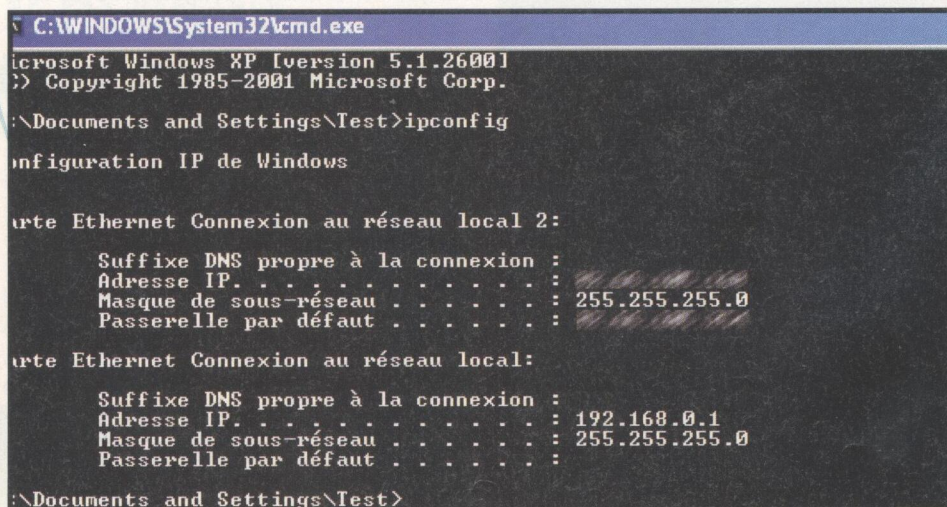 C:\WINDOWS\System32\cmd.exe
icrosoft Windows XP [version 5.1.2600]
C) Copyright 1985-2001 Microsoft Corp.
:\Documents and Settings\Test>ipconfig
onfiguration IP de Windows
arte Ethernet Connexion au réseau local 2:
Suffixe DNS propre à la connexion :
Adresse IP. . . . . . . . . . . . :
Masque de sous-réseau . . . . . . : 255.255.255.0
Passerelle par défaut . . . . . . :
arte Ethernet Connexion au réseau local:
Suffixe DNS propre à la connexion :
Adresse IP. . . . . . . . . . . . : 192.168.0.1
Masque de sous-réseau . . . . . . : 255.255.255.0
Passerelle par défaut . . . . . . :
:\Documents and Settings\Test>